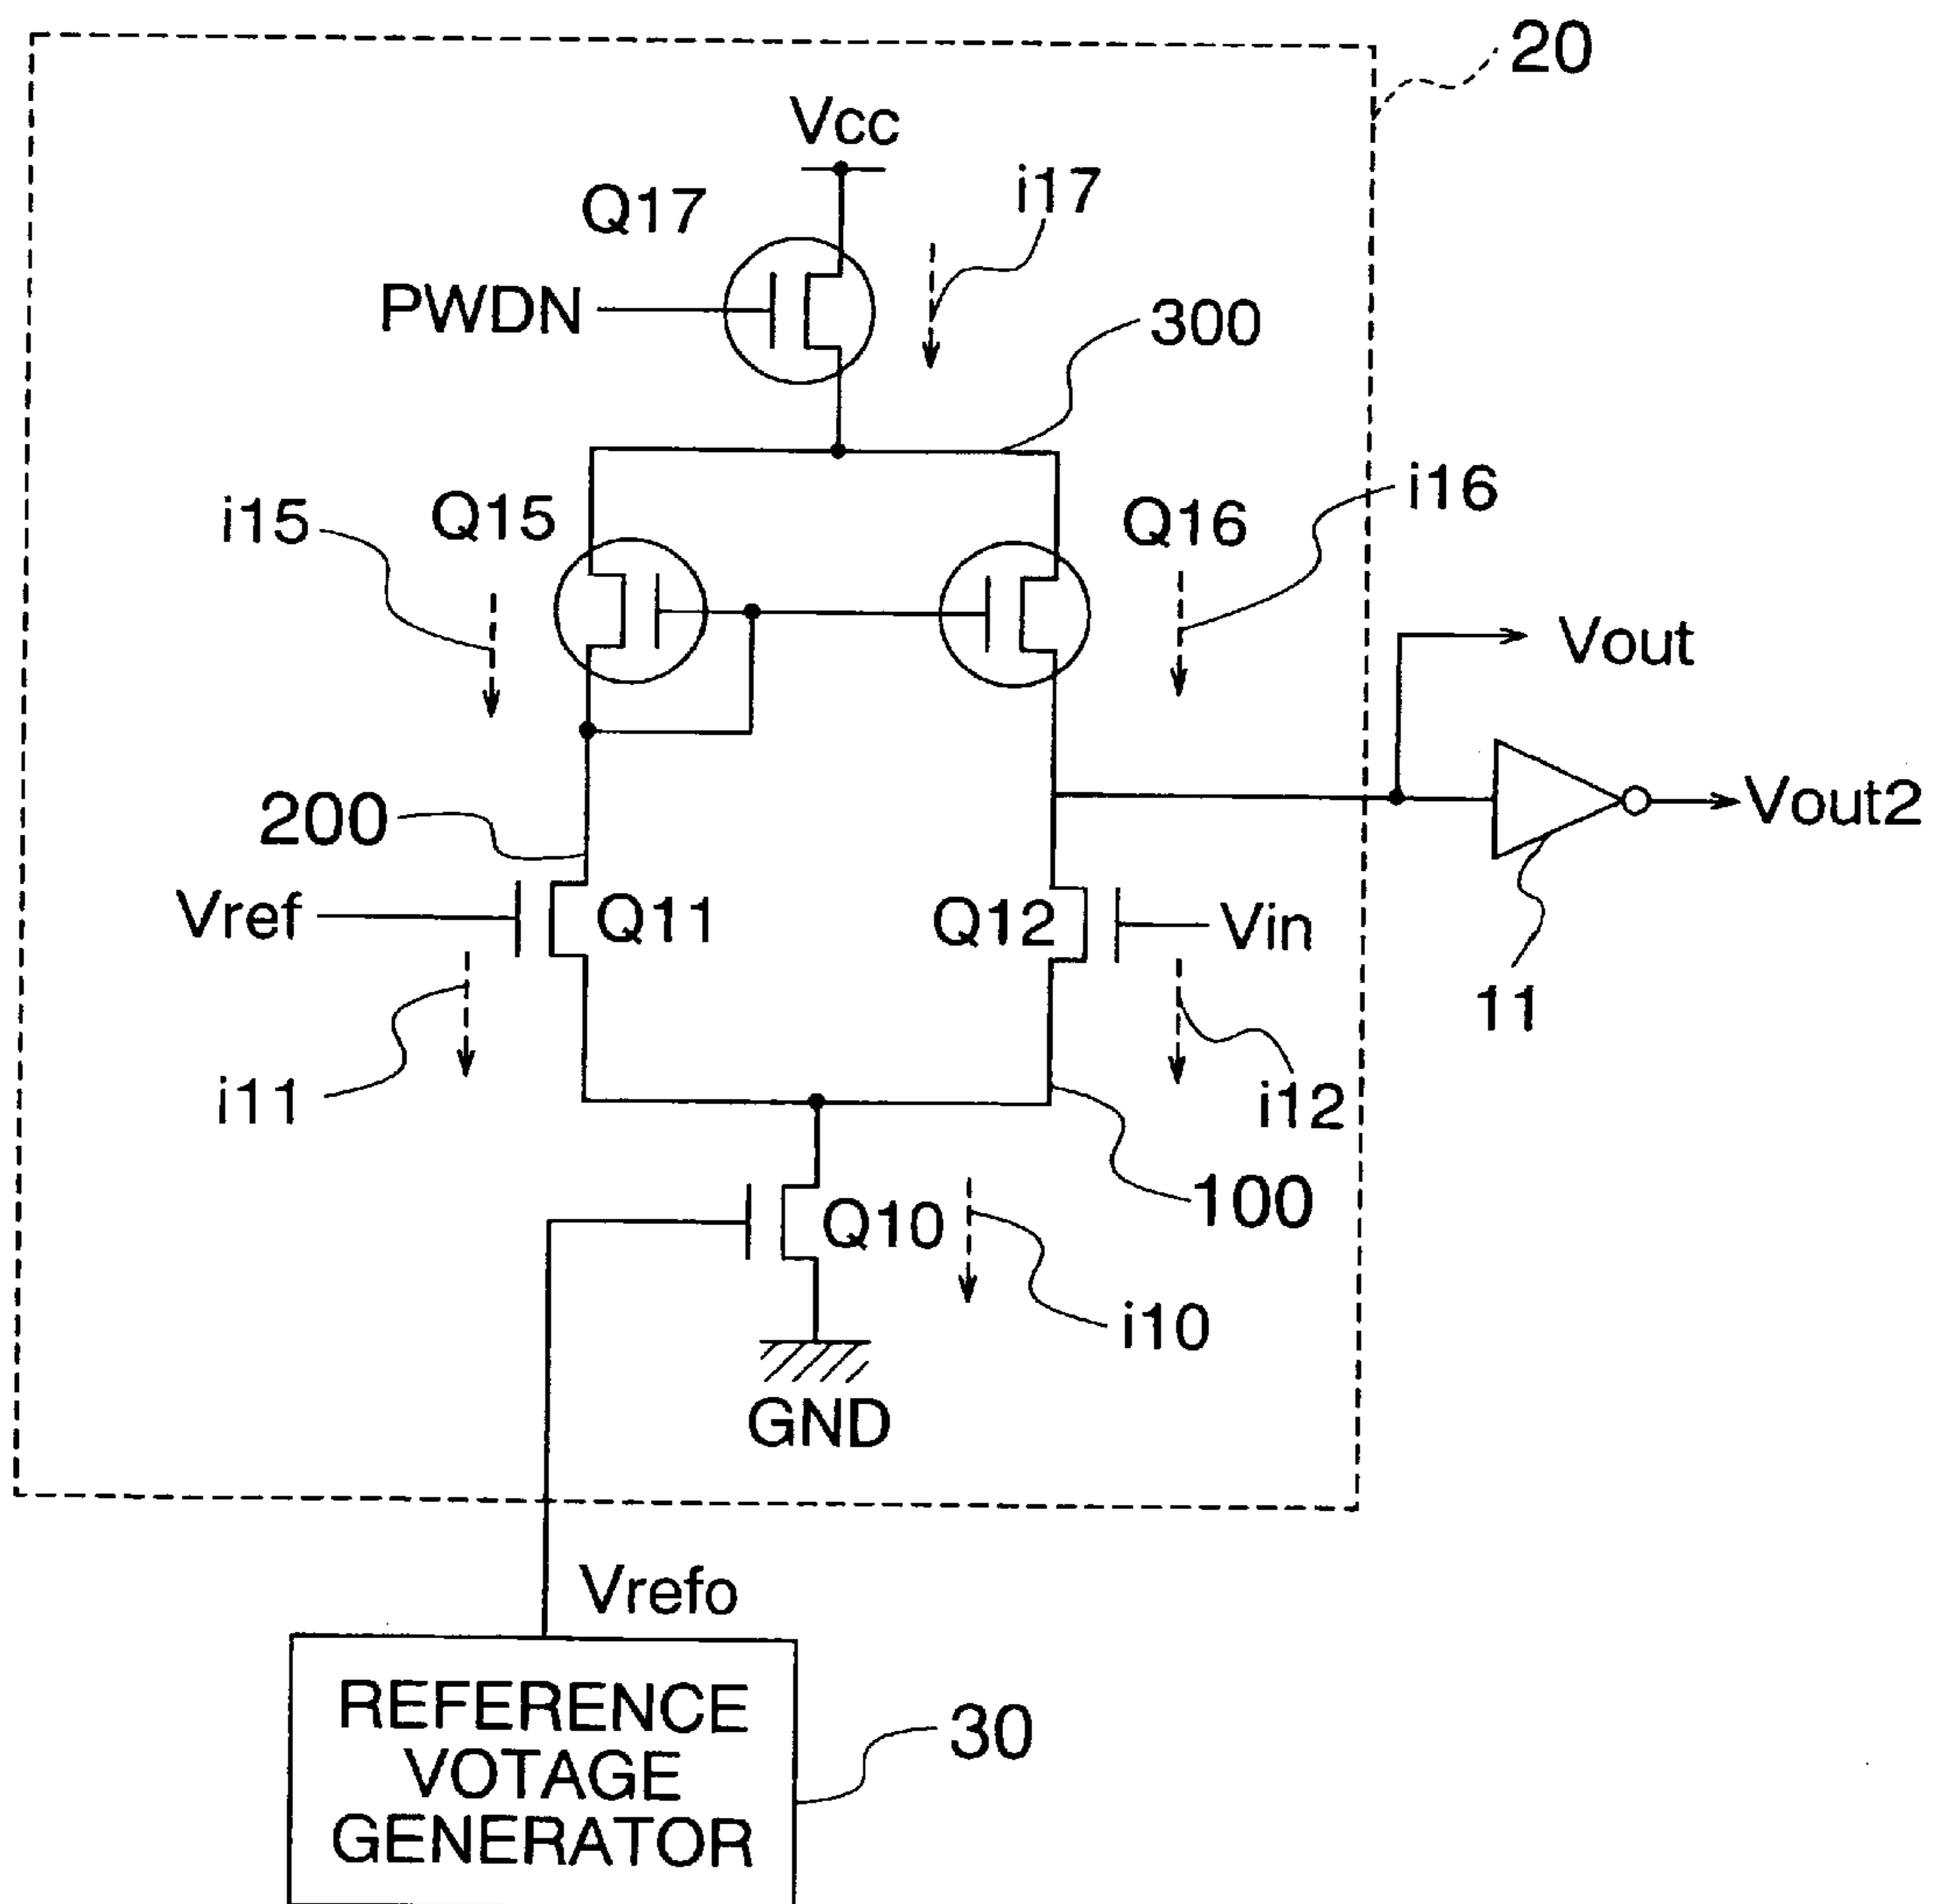 20
Vcc
Q17
i17
PWDN
300
i15
Q15
Q16
i16
Vout
200
Vout2
Vref
Q11
Q12
Vin
11
i11
i12
100
Q10
i10
GND
Vrefo
REFERENCE
VOTAGE
GENERATOR
30